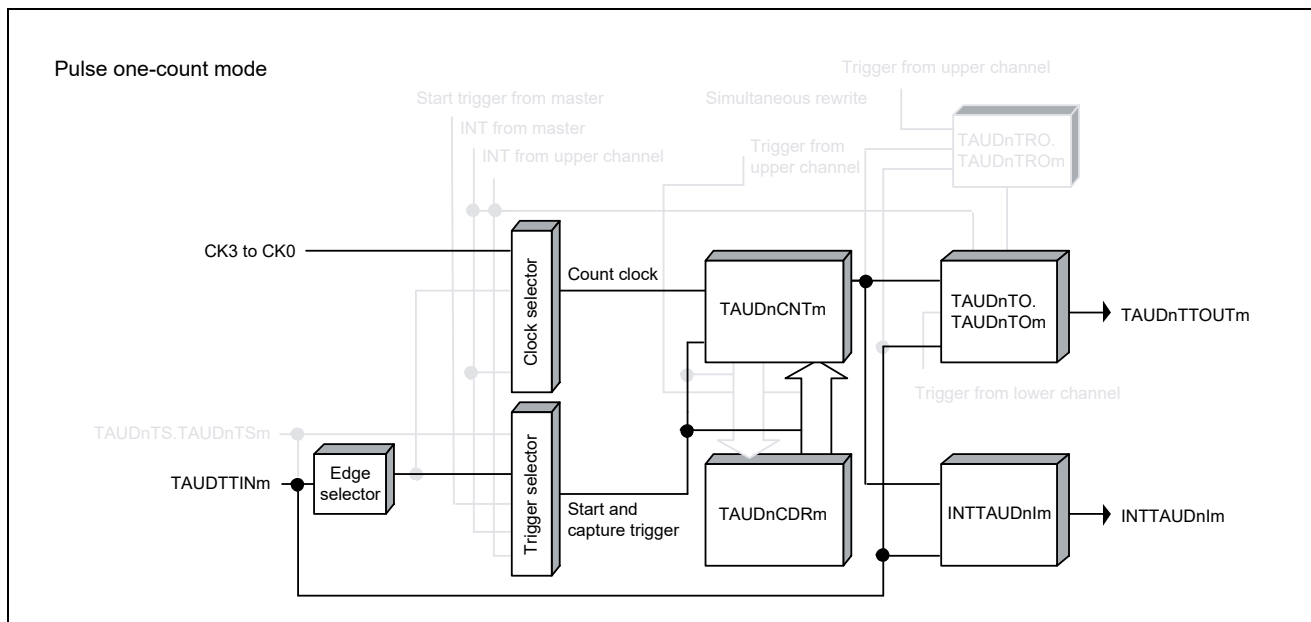 Pulse one-count mode
Trigger from upper channel
Start trigger from master
Simultaneous rewrite
INT from master
INT from upper channel
Trigger from
upper channel
TAUDnTRO.
TAUDnTROm
CK3 to CK0
Clock selector
Count clock
TAUDnCNTm
TAUDnTO.
TAUDnTOm
TAUDnTTOUTm
Trigger from lower channel
TAUDnTS.TAUDnTSm
TAUDTTINm
Edge
selector
Trigger selector
Start and
capture trigger
TAUDnCDRm
INTTAUDnIm
INTTAUDnIm